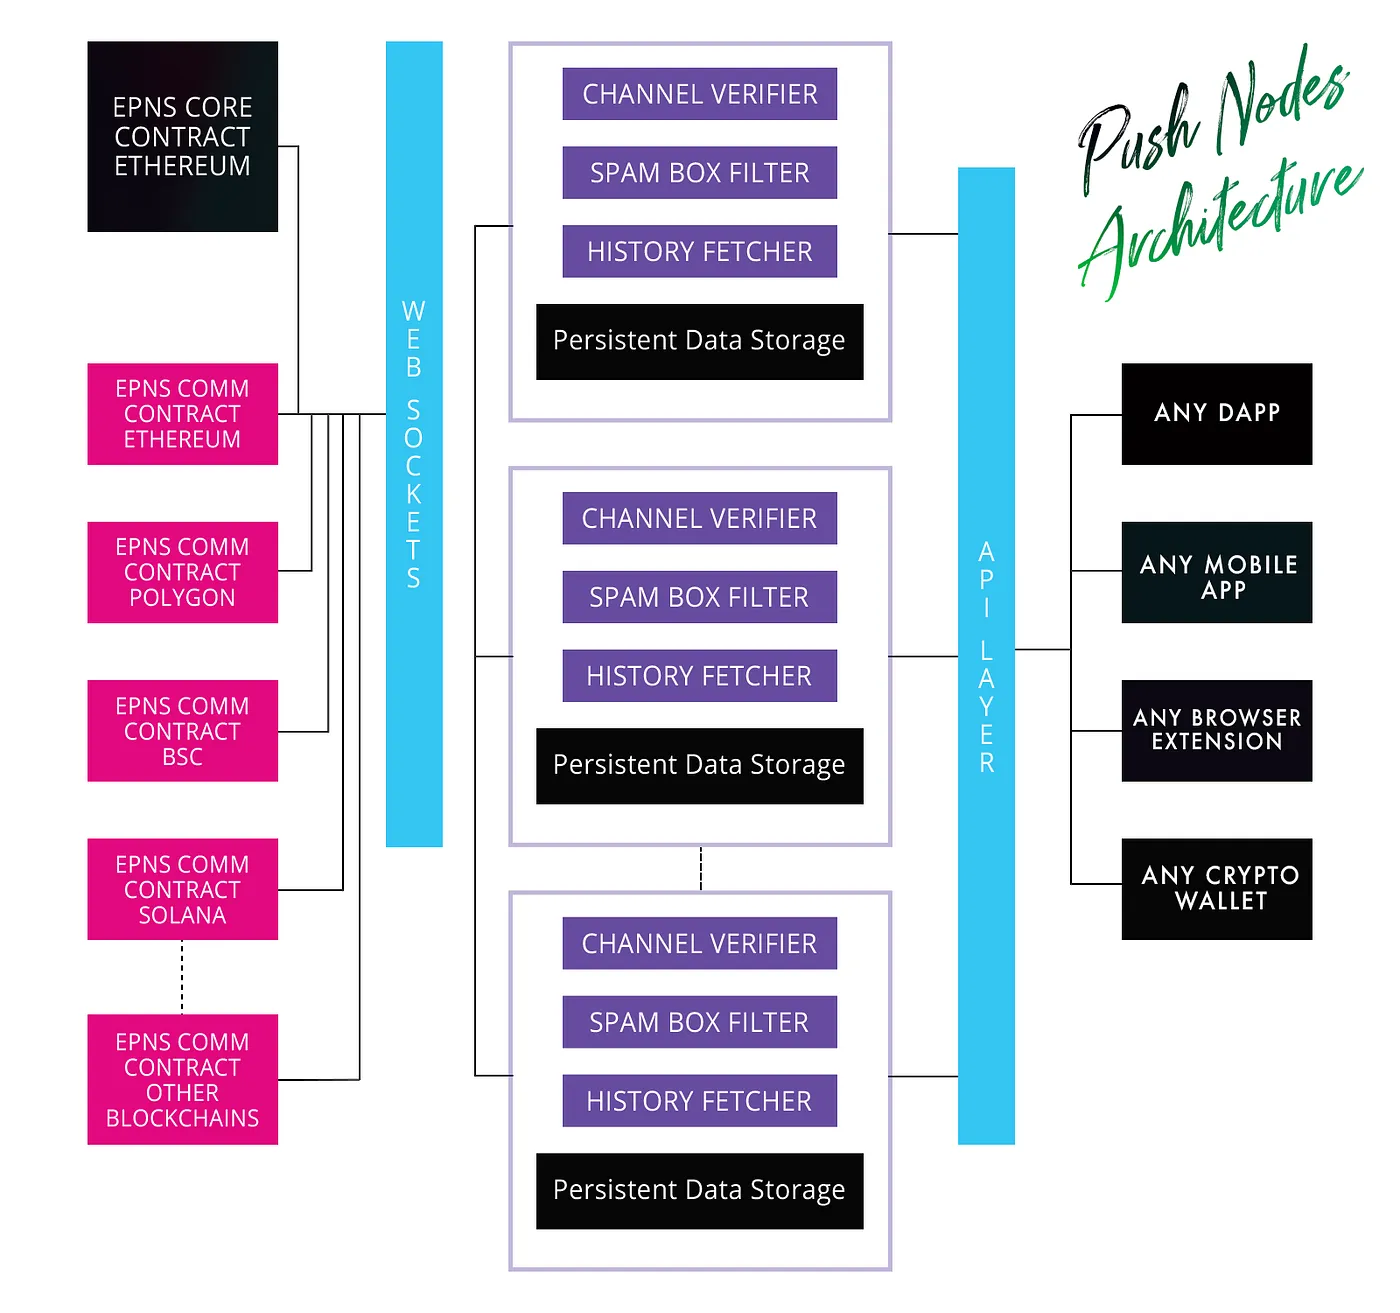 Push Nodes
Architecture
EPNS CORE
CONTRACT
ETHEREUM
EPNS COMM
CONTRACT
ETHEREUM
EPNS COMM
CONTRACT
POLYGON
EPNS COMM
CONTRACT
BSC
EPNS COMM
CONTRACT
SOLANA
EPNS COMM
CONTRACT
OTHER
BLOCKCHAINS
WEB SOCKETS
CHANNEL VERIFIER
SPAM BOX FILTER
HISTORY FETCHER
Persistent Data Storage
CHANNEL VERIFIER
SPAM BOX FILTER
HISTORY FETCHER
Persistent Data Storage
CHANNEL VERIFIER
SPAM BOX FILTER
HISTORY FETCHER
Persistent Data Storage
API LAYER
ANY DAPP
ANY MOBILE
APP
ANY BROWSER
EXTENSION
ANY CRYPTO
WALLET